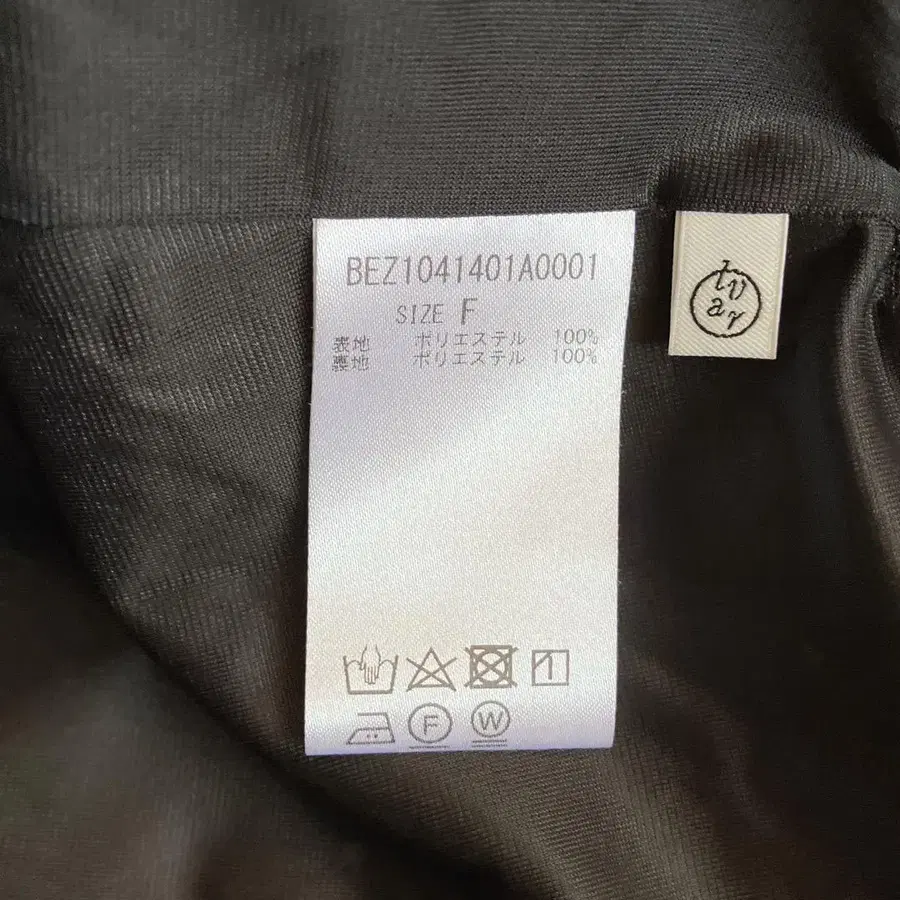 BEZ1041401A0001
SIZE F
表地 ポリエステル 100%
裏地 ポリエステル 100%
F
W